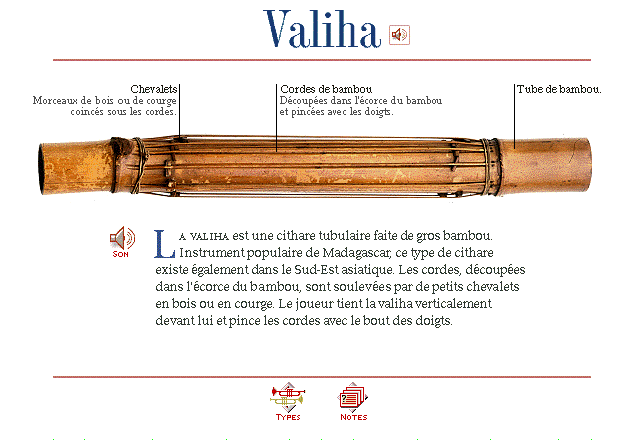 Valiha
Chevalets
Morceaux de bois ou de courge
coincés sous les cordes.
Cordes de bambou
Découpées dans l'écorce du bambou
et pincées avec les doigts.
Tube de bambou.
SON
LA VALIHA est une cithare tubulaire faite de gros bambou.
Instrument populaire de Madagascar, ce type de cithare
existe également dans le Sud-Est asiatique. Les cordes, découpées
dans l'écorce du bambou, sont soulevées par de petits chevalets
en bois ou en courge. Le joueur tient la valiha verticalement
devant lui et pince les cordes avec le bout des doigts.
TYPES
NOTES